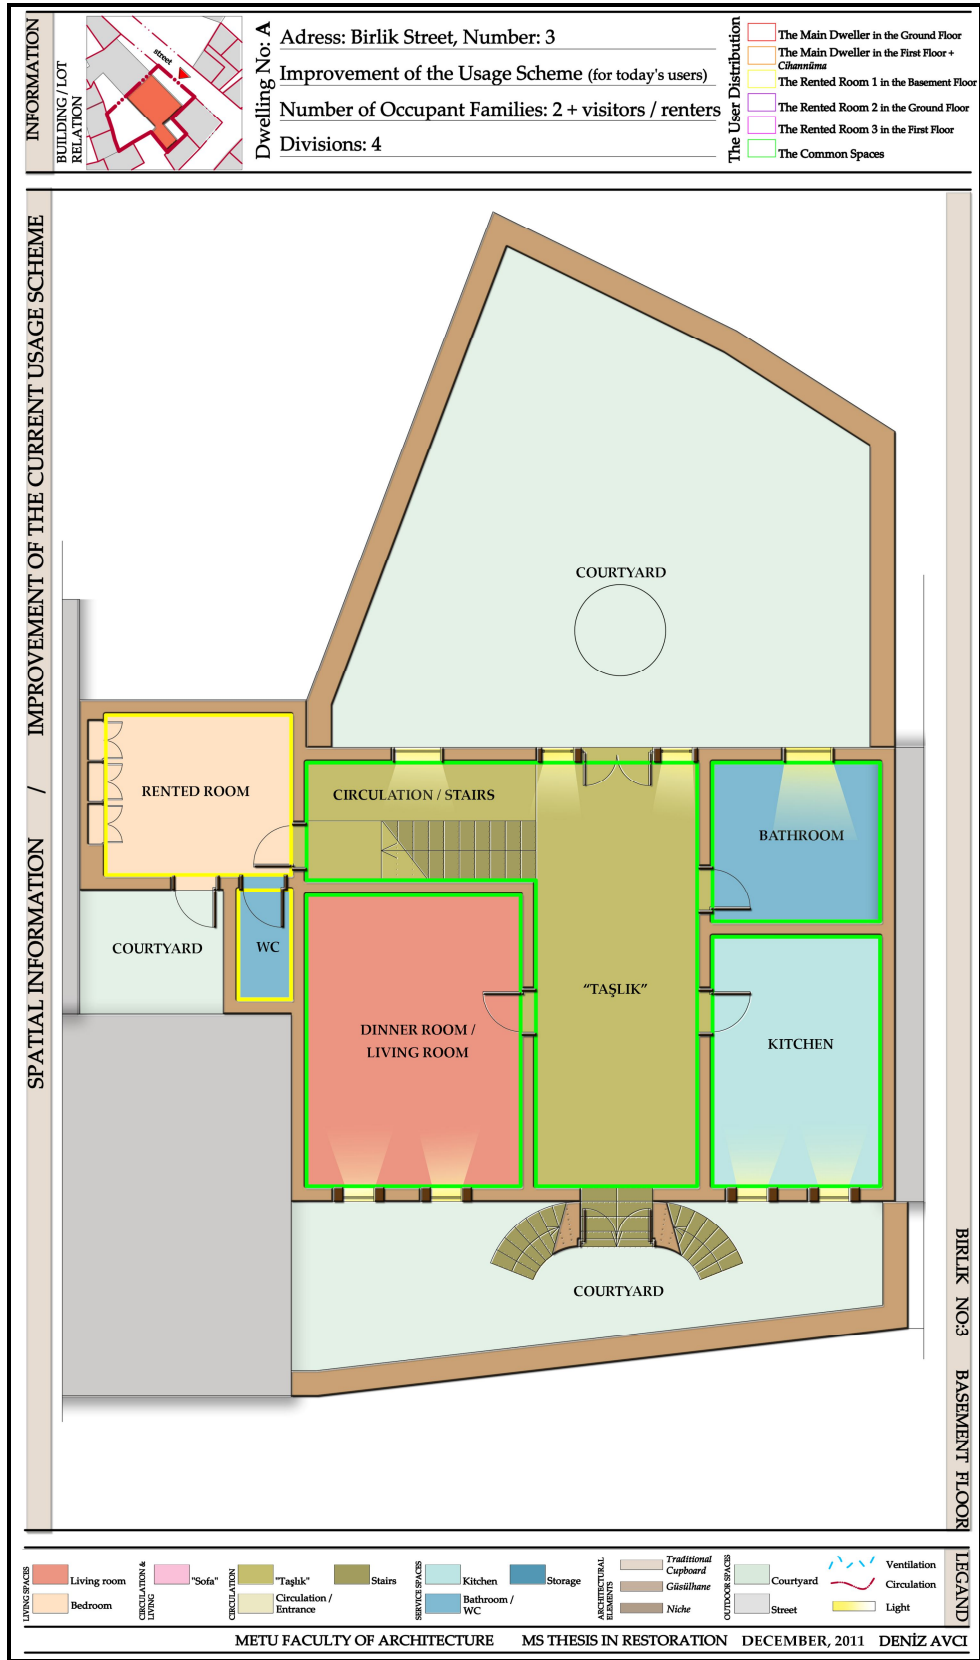 INFORMATION
BUILDING / LOT
RELATION
street
Dwelling No: A
Adress: Birlik Street, Number: 3
Improvement of the Usage Scheme (for today's users)
Number of Occupant Families: 2 + visitors / renters
Divisions: 4
The User Distribution
The Main Dweller in the Ground Floor
The Main Dweller in the First Floor +
Cihannüma
The Rented Room 1 in the Basement Floor
The Rented Room 2 in the Ground Floor
The Rented Room 3 in the First Floor
The Common Spaces
SPATIAL INFORMATION / IMPROVEMENT OF THE CURRENT USAGE SCHEME
COURTYARD
RENTED ROOM
CIRCULATION / STAIRS
BATHROOM
COURTYARD
WC
"TAŞLIK"
DINNER ROOM /
LIVING ROOM
KITCHEN
COURTYARD
BIRLIK NO:3 BASEMENT FLOOR
LIVING SPACES
Living room
Bedroom
CIRCULATION &
LIVING
"Sofa"
CIRCULATION
"Taşlık"
Circulation /
Entrance
Stairs
SERVICE SPACES
Kitchen
Bathroom /
WC
Storage
ARCHITECTURAL
ELEMENTS
Traditional
Cupboard
Güsülhane
Niche
OUTDOOR SPACES
Courtyard
Street
Ventilation
Circulation
Light
LEGAND
METU FACULTY OF ARCHITECTURE MS THESIS IN RESTORATION DECEMBER, 2011 DENİZ AVCI